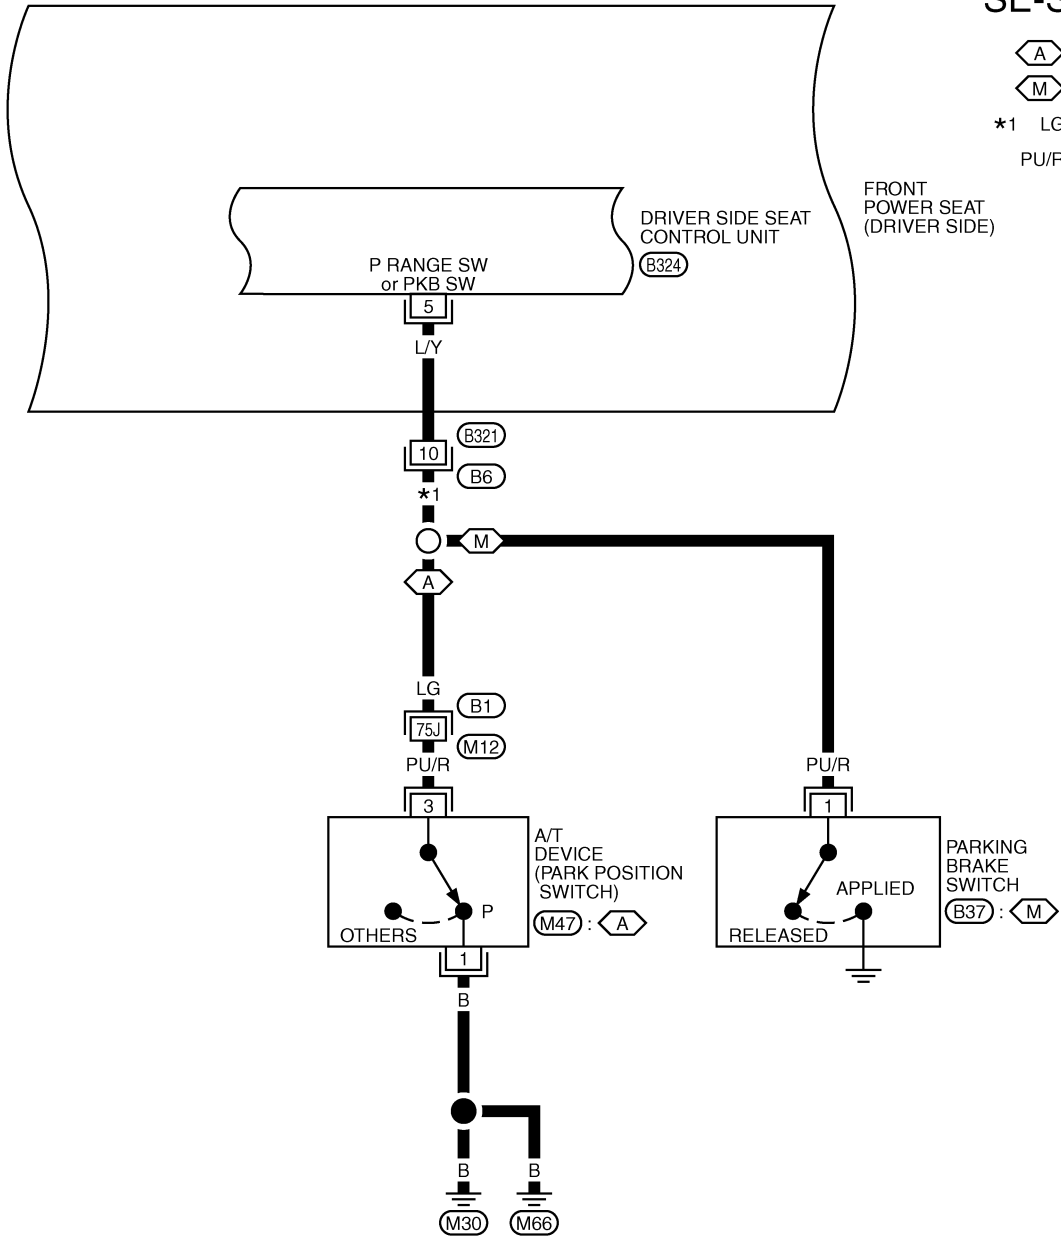 SE-S
A
M
*1 LG
PU/R
FRONT
POWER SEAT
(DRIVER SIDE)
DRIVER SIDE SEAT
CONTROL UNIT
B324
P RANGE SW
or PKB SW
5
L/Y
B321
10
B6
*1
M
A
LG
B1
75J
M12
PU/R
PU/R
3
1
A/T
DEVICE
(PARK POSITION
SWITCH)
M47 : A
P
OTHERS
PARKING
BRAKE
SWITCH
B37 : M
APPLIED
RELEASED
1
B
B
B
M30
M66